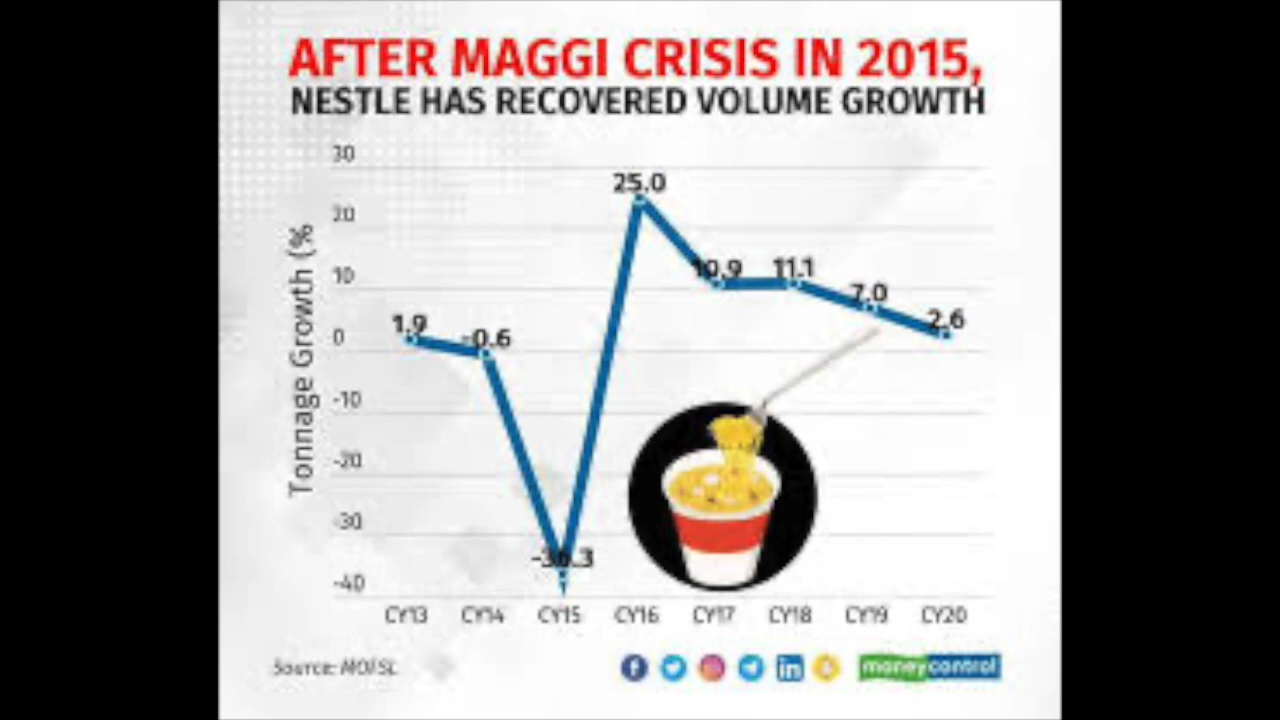 AFTER MAGGI CRISIS IN 2015,
NESTLE HAS RECOVERED VOLUME GROWTH
Tonnage Growth (%
30
20
10
0
-10
-20
-30
-40
1.9
-0.6
25.0
10.9
11.1
7.0
2.6
CY13 CY14 CY15 CY16 CY17 CY18 CY19 CY20
Source: MOFSL
moneycontrol